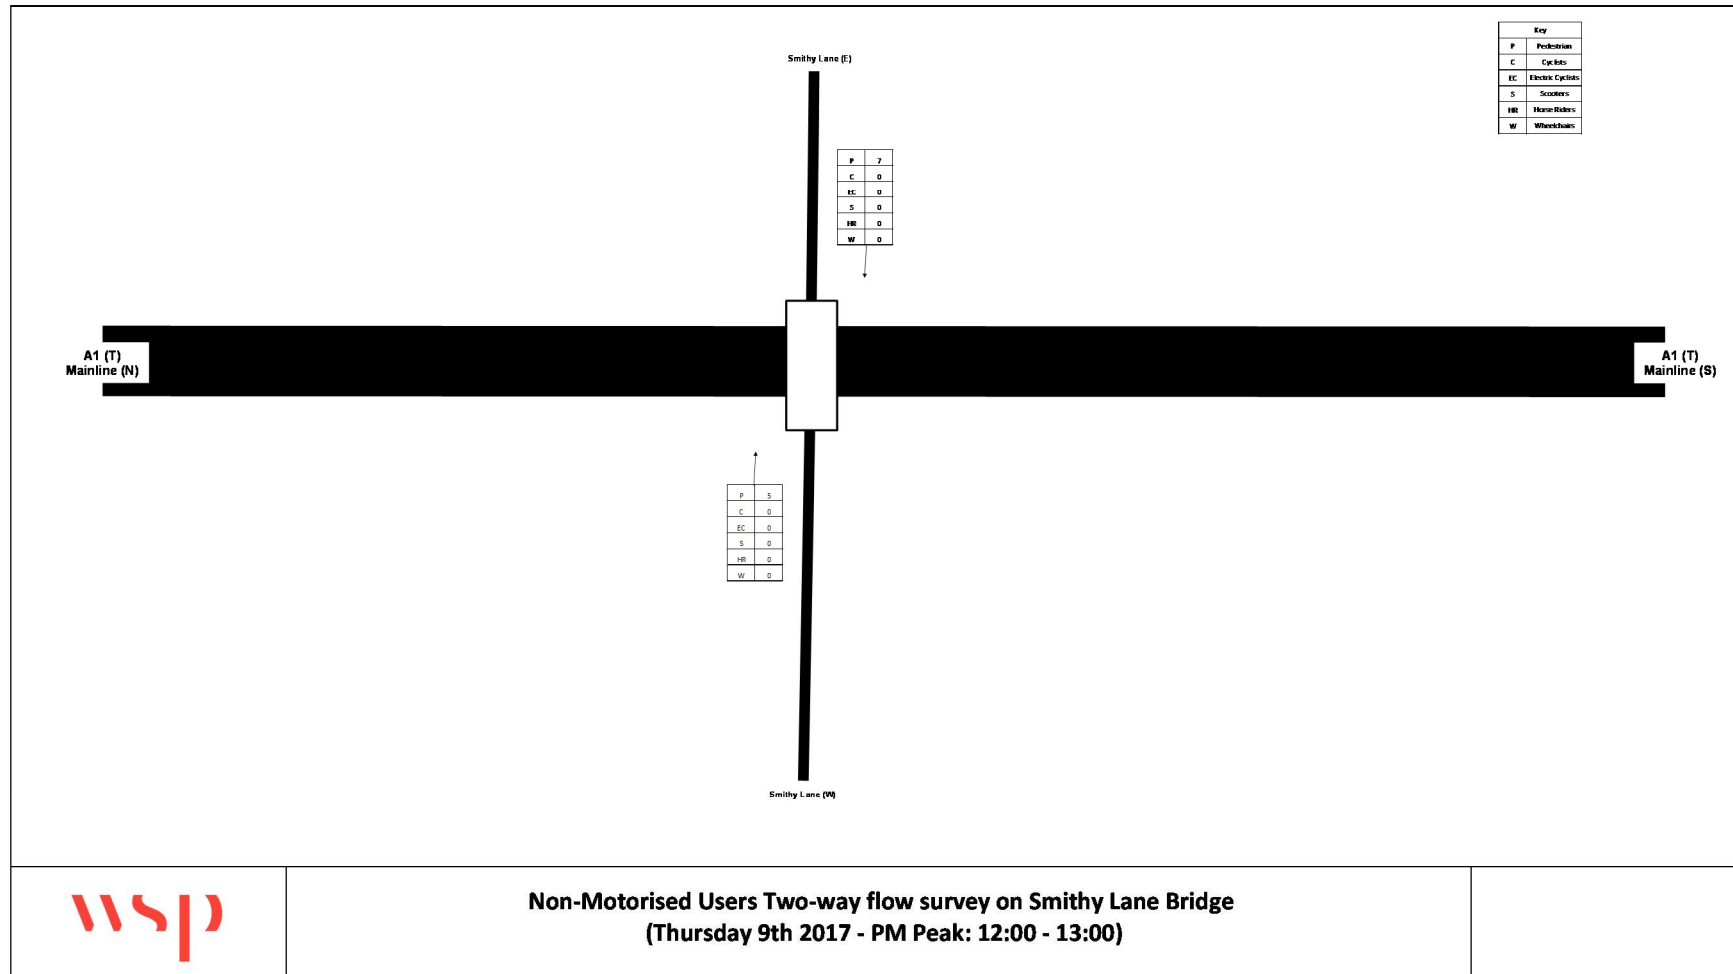 Key
P Pedestrian
C Cyclists
EC Electric Cyclists
S Scooters
HR Horse Riders
W Wheelchairs
Smithy Lane (E)
P 7
C 0
EC 0
S 0
HR 0
W 0
A1 (T)
Mainline (N)
A1 (T)
Mainline (S)
P 5
C 0
EC 0
S 0
HR 0
W 0
Smithy Lane (W)
wsp
Non-Motorised Users Two-way flow survey on Smithy Lane Bridge
(Thursday 9th 2017 - PM Peak: 12:00 - 13:00)